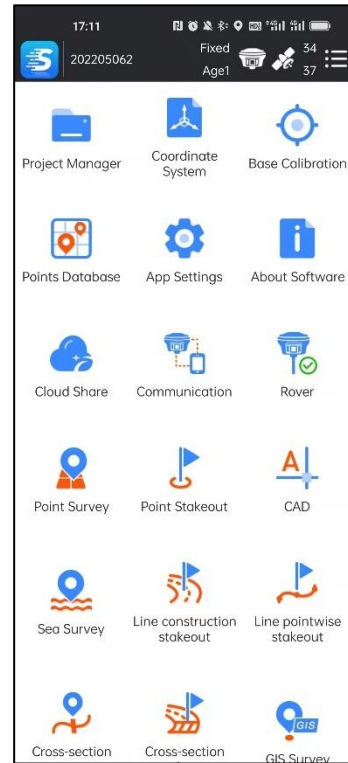 17:11
202205062
Fixed
Age1
34
37
Project Manager
Coordinate
System
Base Calibration
Points Database
App Settings
About Software
Cloud Share
Communication
Rover
Point Survey
Point Stakeout
A
CAD
Sea Survey
Line construction
stakeout
Line pointwise
stakeout
Cross-section
Cross-section
GIS
GIS Survey